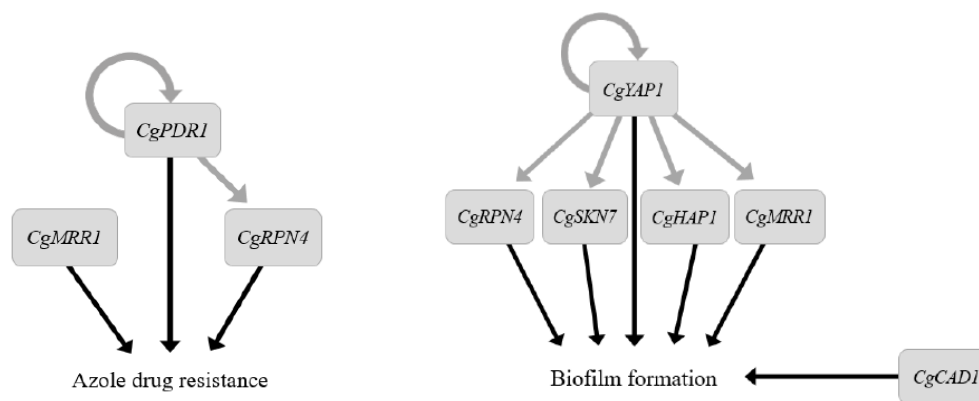 CgPDR1
CgMRR1
CgRPN4
Azole drug resistance
CgYAP1
CgRPN4
CgSKN7
CgHAP1
CgMRR1
Biofilm formation
CgCAD1